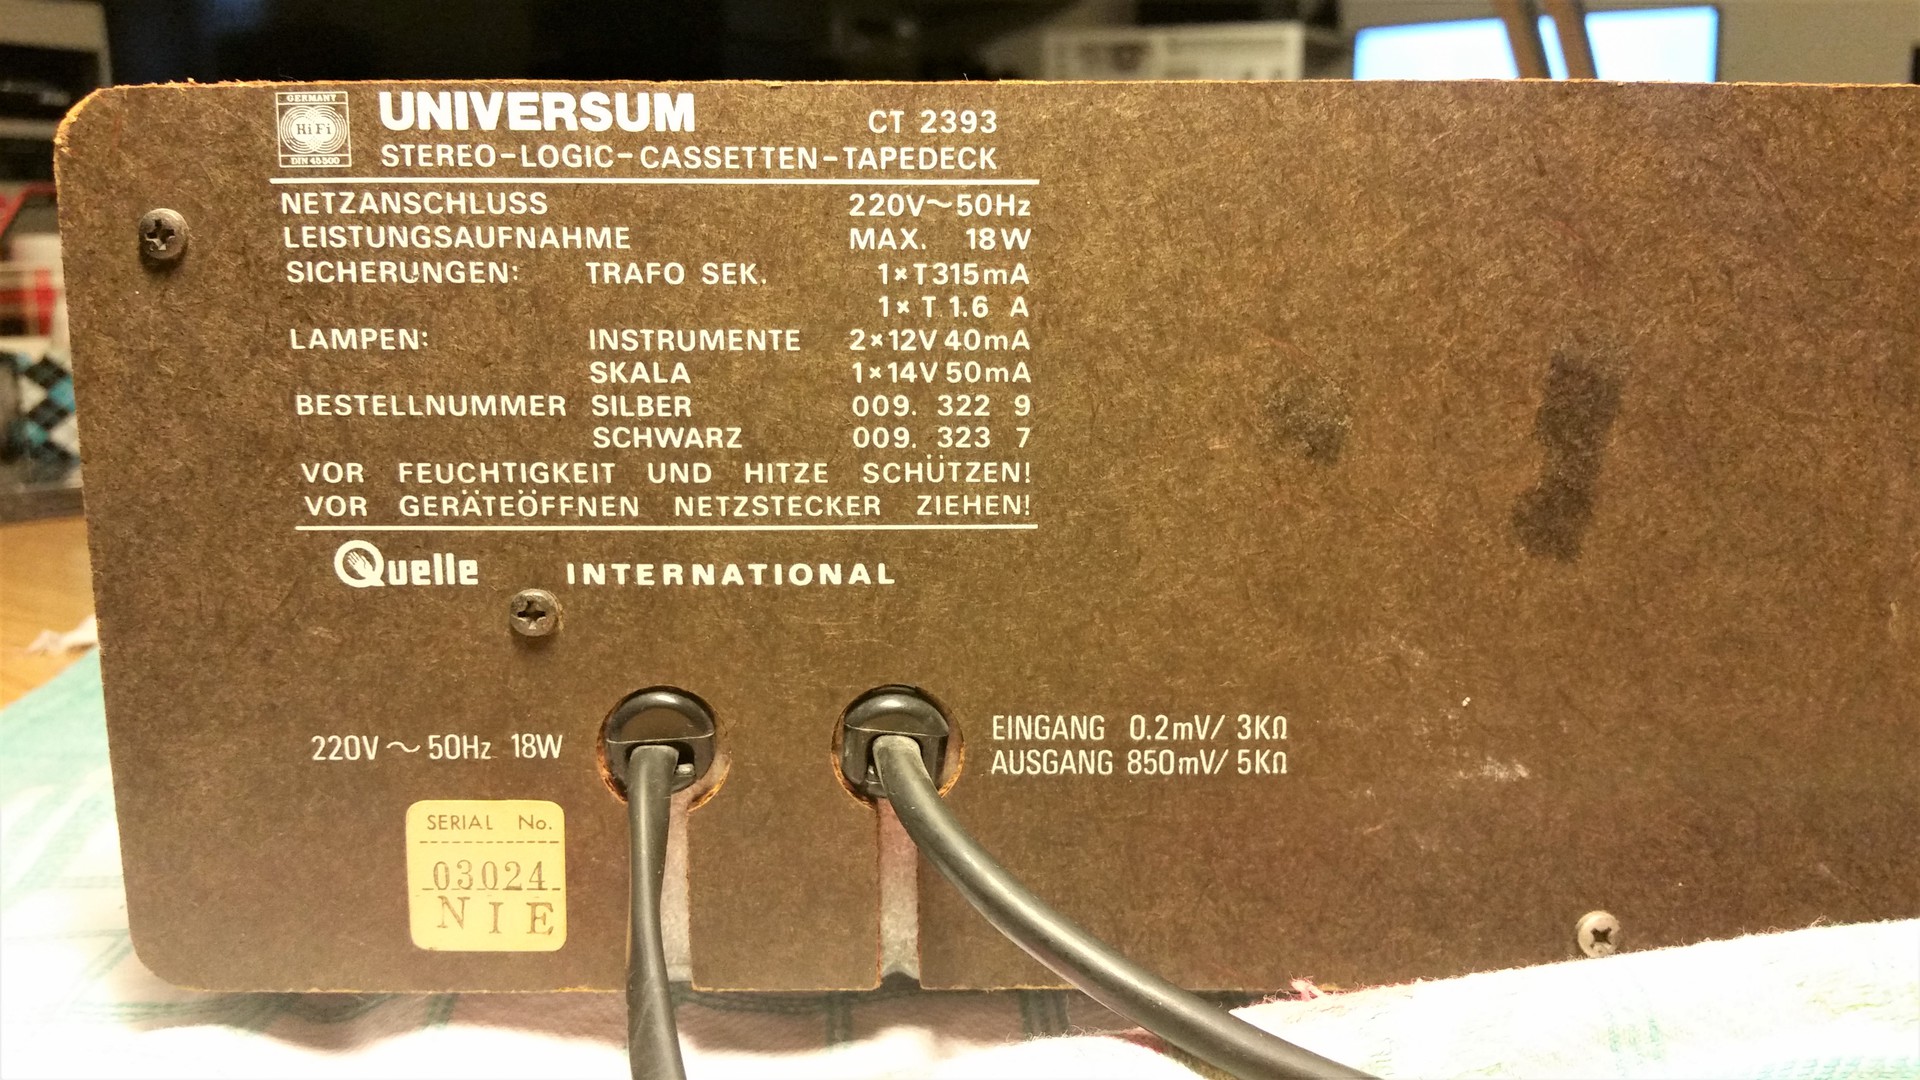 GERMANY
HiFi
DIN 45500
UNIVERSUM CT 2393
STEREO-LOGIC-CASSETTEN-TAPEDECK
NETZANSCHLUSS 220V~50Hz
LEISTUNGSAUFNAHME MAX. 18W
SICHERUNGEN: TRAFO SEK. 1×T315mA
1×T 1.6 A
LAMPEN: INSTRUMENTE 2×12V 40mA
SKALA 1×14V 50mA
BESTELLNUMMER SILBER 009. 322 9
SCHWARZ 009. 323 7
VOR FEUCHTIGKEIT UND HITZE SCHÜTZEN!
VOR GERÄTEÖFFNEN NETZSTECKER ZIEHEN!
Quelle INTERNATIONAL
220V~50Hz 18W
EINGANG 0.2mV/ 3KΩ
AUSGANG 850mV/ 5KΩ
SERIAL No.
03024
NIE